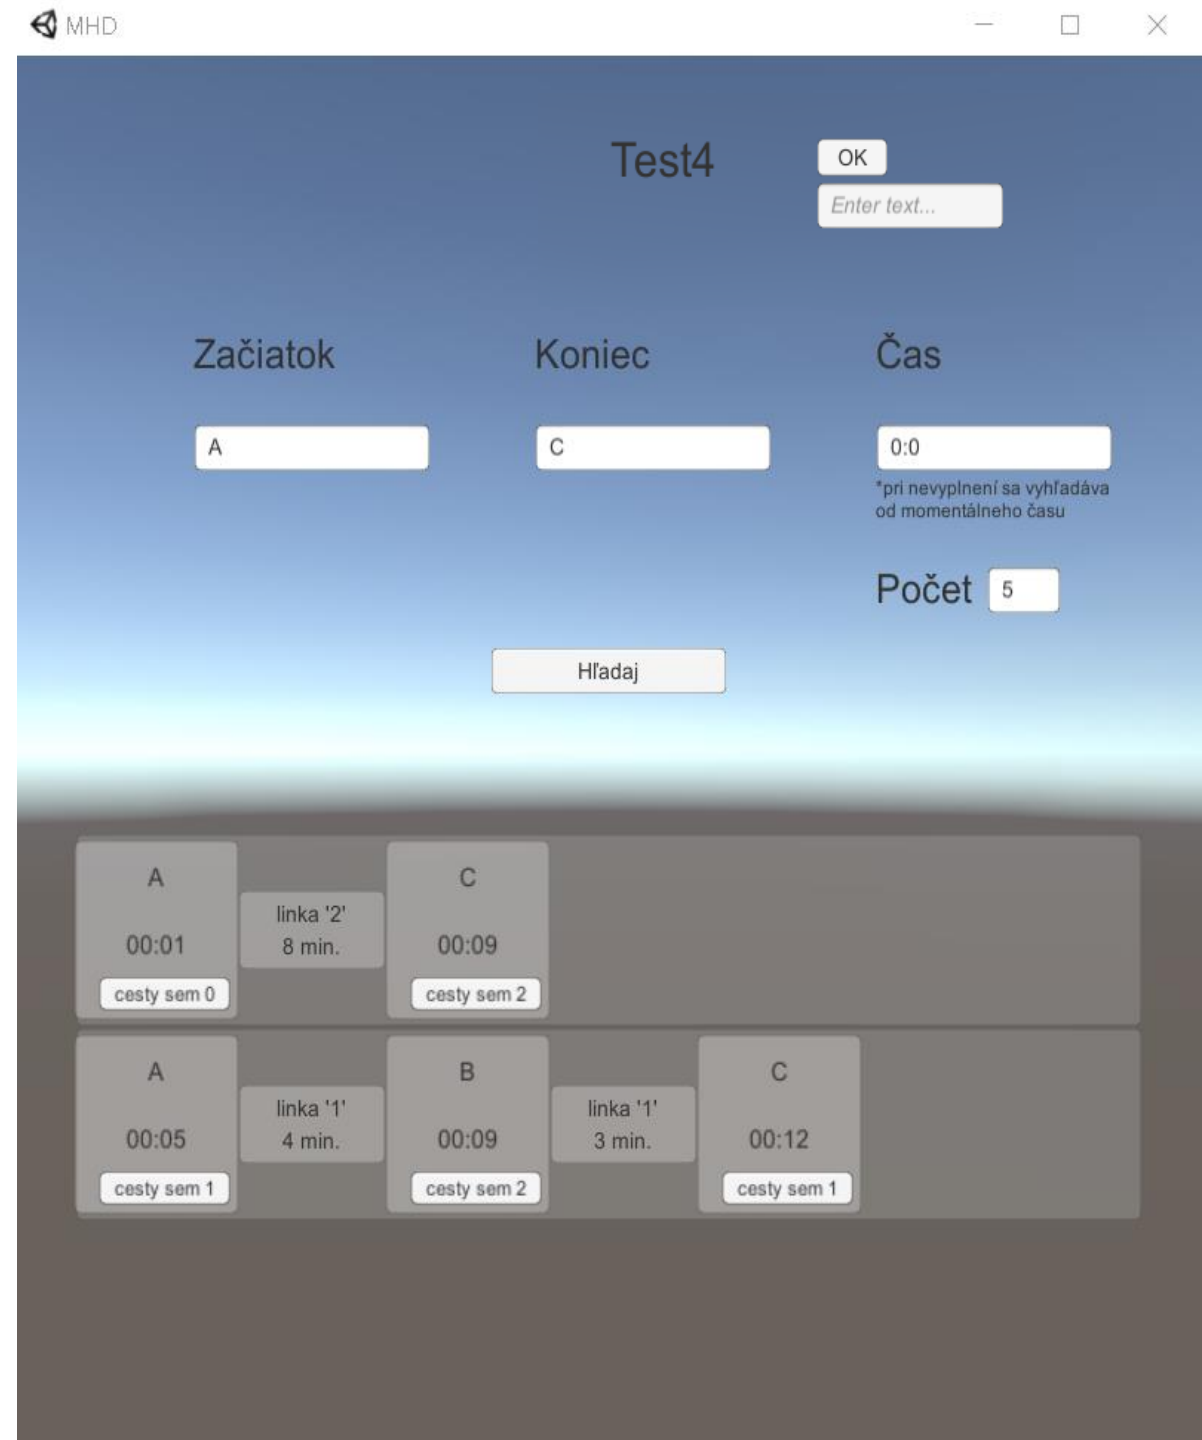 MHD
Test4
OK
Enter text...
Začiatok
Koniec
Čas
A
C
0:0
*pri nevyplnení sa vyhľadáva
od momentálneho času
Počet
5
Hľadaj
A
00:01
cesty sem 0
linka '2'
8 min.
C
00:09
cesty sem 2
A
00:05
cesty sem 1
linka '1'
4 min.
B
00:09
cesty sem 2
linka '1'
3 min.
C
00:12
cesty sem 1